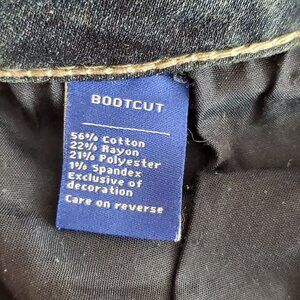 BOOTCUT
56% Cotton
22% Rayon
21% Polyester
1% Spandex
Exclusive of
decoration
Care on reverse